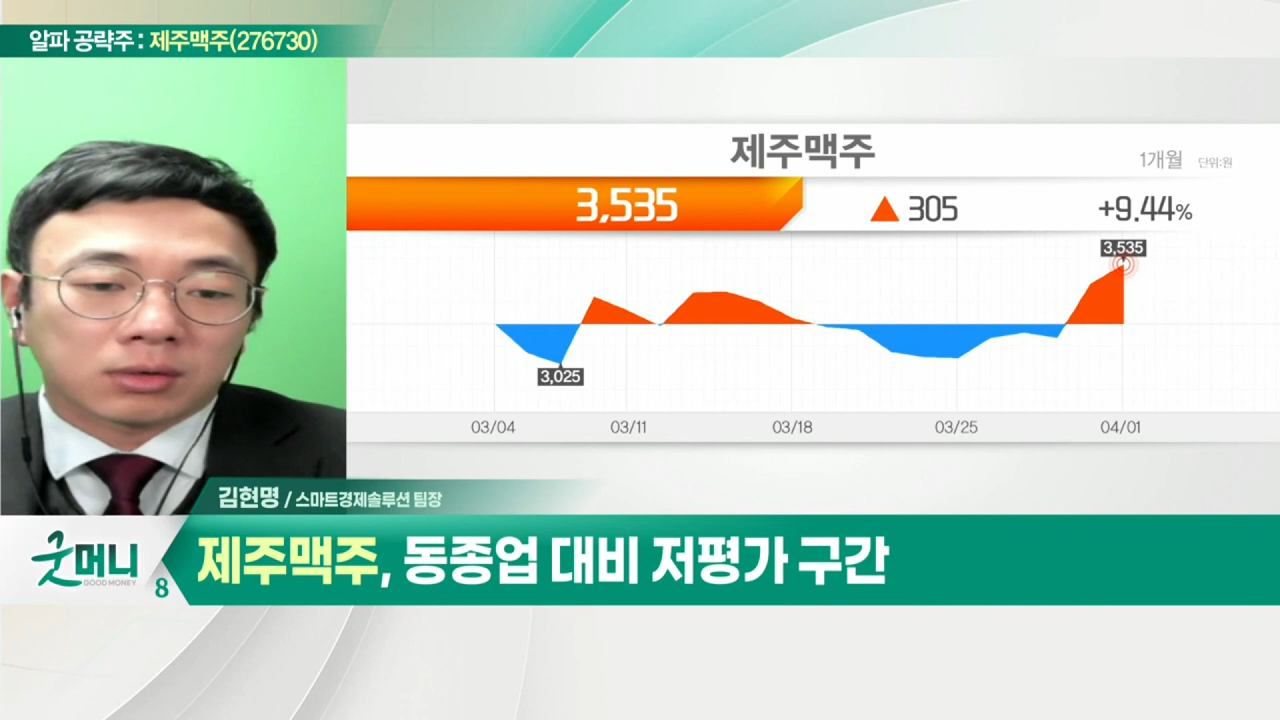 알파 공략주 : 제주맥주(276730)
제주맥주
1개월 단위:원
3,535 ▲ 305 +9.44%
3,535
3,025
03/04 03/11 03/18 03/25 04/01
김현명 / 스마트경제솔루션 팀장
굿머니
GOOD MONEY
8
제주맥주, 동종업 대비 저평가 구간